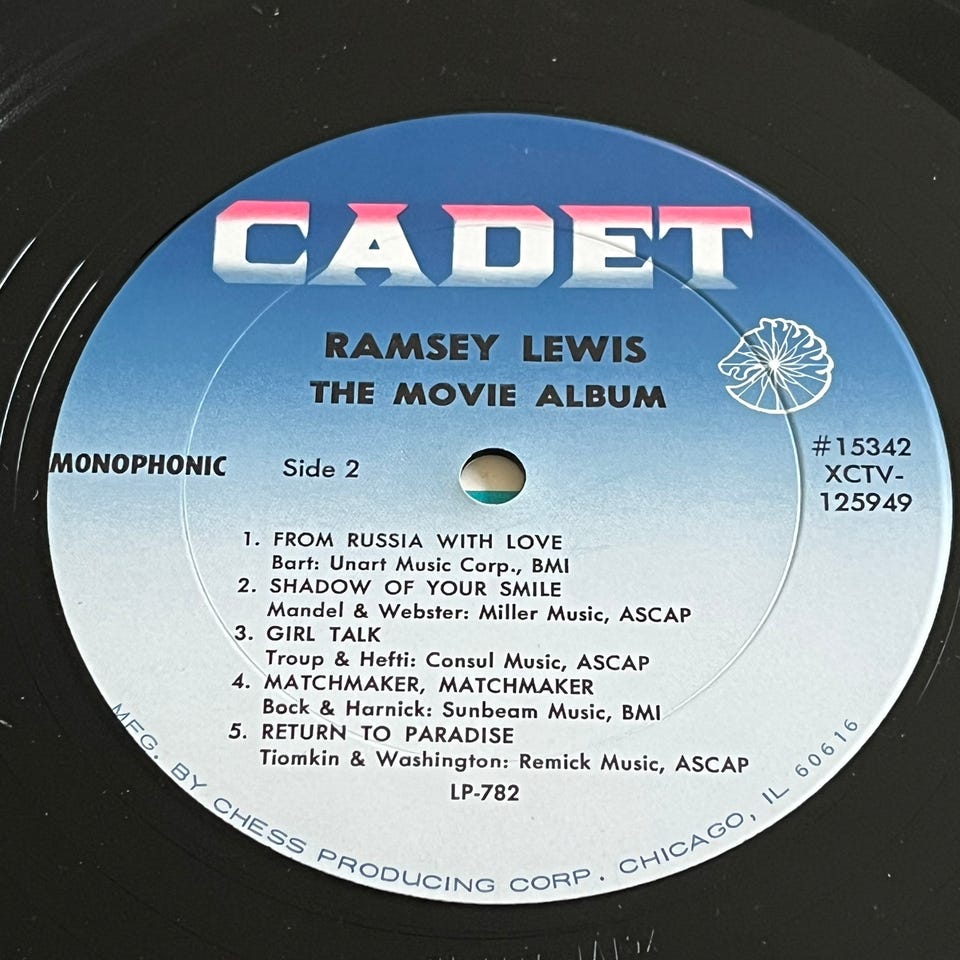 CADET
RAMSEY LEWIS
THE MOVIE ALBUM
MONOPHONIC
Side 2
#15342
XCTV-
125949
1. FROM RUSSIA WITH LOVE
Bart: Unart Music Corp., BMI
2. SHADOW OF YOUR SMILE
Mandel & Webster: Miller Music, ASCAP
3. GIRL TALK
Troup & Hefti: Consul Music, ASCAP
4. MATCHMAKER, MATCHMAKER
Bock & Harnick: Sunbeam Music, BMI
5. RETURN TO PARADISE
Tiomkin & Washington: Remick Music, ASCAP
LP-782
MFG. BY CHESS PRODUCING CORP. CHICAGO, IL 60616